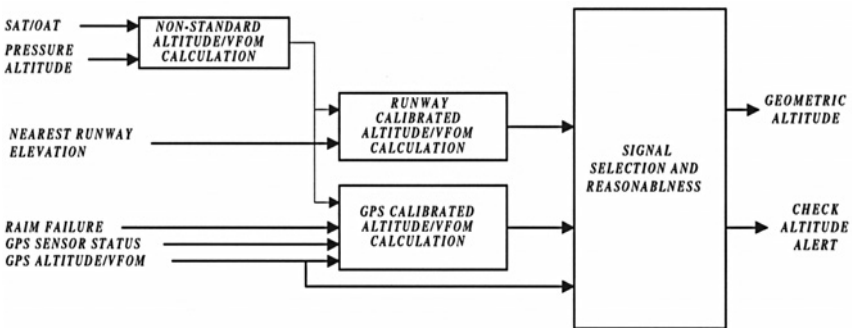 SAT/OAT
PRESSURE
ALTITUDE
NON-STANDARD
ALTITUDE/VFOM
CALCULATION
NEAREST RUNWAY
ELEVATION
RUNWAY
CALIBRATED
ALTITUDE/VFOM
CALCULATION
RAIM FAILURE
GPS SENSOR STATUS
GPS ALTITUDE/VFOM
GPS CALIBRATED
ALTITUDE/VFOM
CALCULATION
SIGNAL
SELECTION AND
REASONABLNESS
GEOMETRIC
ALTITUDE
CHECK
ALTITUDE
ALERT